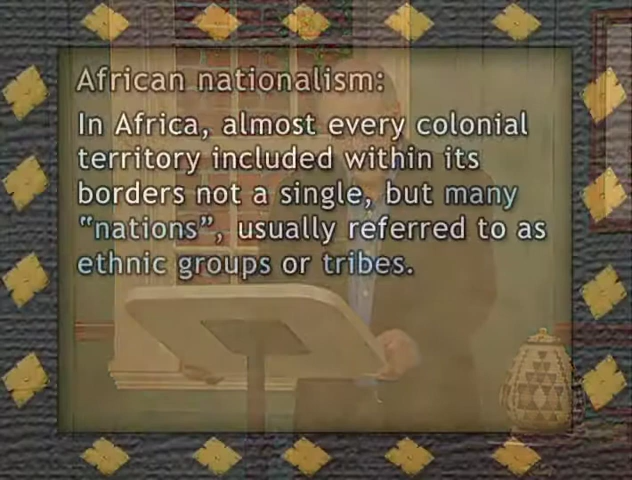 African nationalism:
In Africa, almost every colonial
territory included within its
borders not a single, but many
“nations”, usually referred to as
ethnic groups or tribes.